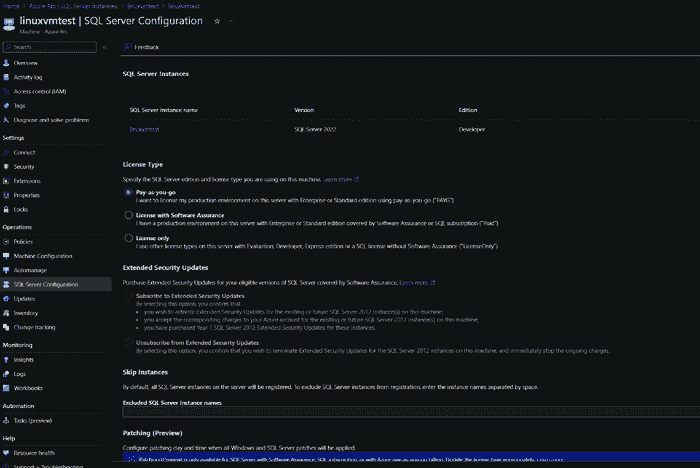 Home > Azure Arc | SQL Server instances > linuxvmtest > linuxvmtest
linuxvmtest | SQL Server Configuration
Machine - Azure Arc
Search
Feedback
Overview
Activity log
Access control (IAM)
Tags
Diagnose and solve problems
Settings
Connect
Security
Extensions
Properties
Locks
Operations
Policies
Machine Configuration
Automanage
SQL Server Configuration
Updates
Inventory
Change tracking
Monitoring
Insights
Logs
Workbooks
Automation
Tasks (preview)
Help
Resource health
Support + Troubleshooting
SQL Server Instances
SQL Server instance name Version Edition
linuxvmtest SQL Server 2022 Developer
License Type
Specify the SQL Server edition and license type you are using on this machine. Learn more
Pay-as-you-go
I want to license my production environment on this server with Enterprise or Standard edition using pay-as-you-go ("PAYG")
License with Software Assurance
I have a production environment on this server with Enterprise or Standard edition covered by Software Assurance or SQL subscription ("Paid")
License only
I use other license types on this server with Evaluation, Developer, Express edition or a SQL license without Software Assurance ("LicenseOnly")
Extended Security Updates
Purchase Extended Security Updates for your eligible versions of SQL Server covered by Software Assurance. Learn more
Subscribe to Extended Security Updates
By selecting this option, you confirm that
• you wish to activate Extended Security Updates for the existing or future SQL Server 2012 instance(s) on this machine;
• you accept the corresponding charges to your Azure account for the existing or future SQL Server 2012 instance(s) on this machine;
• you have purchased Year 1 SQL Server 2012 Extended Security Updates for these instances.
Unsubscribe from Extended Security Updates
By selecting this option, you confirm that you wish to terminate Extended Security Updates for the SQL Server 2012 instances on this machine, and immediately stop the ongoing charges.
Skip Instances
By default, all SQL Server instances on the server will be registered. To exclude SQL Server instances from registration, enter the instance names separated by space.
Excluded SQL Server instance names
Patching (Preview)
Configure patching day and time when all Windows and SQL Server patches will be applied.